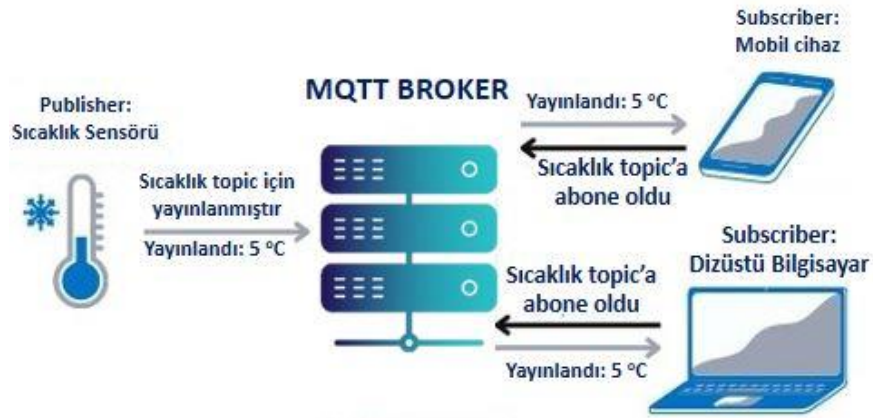 Subscriber:
Mobil cihaz
MQTT BROKER
Publisher:
Sıcaklık Sensörü
Yayınlandı: 5 °C
Sıcaklık topic'a
abone oldu
Sıcaklık topic için
yayınlanmıştır
Yayınlandı: 5 °C
Subscriber:
Dizüstü Bilgisayar
Sıcaklık topic'a
abone oldu
Yayınlandı: 5 °C